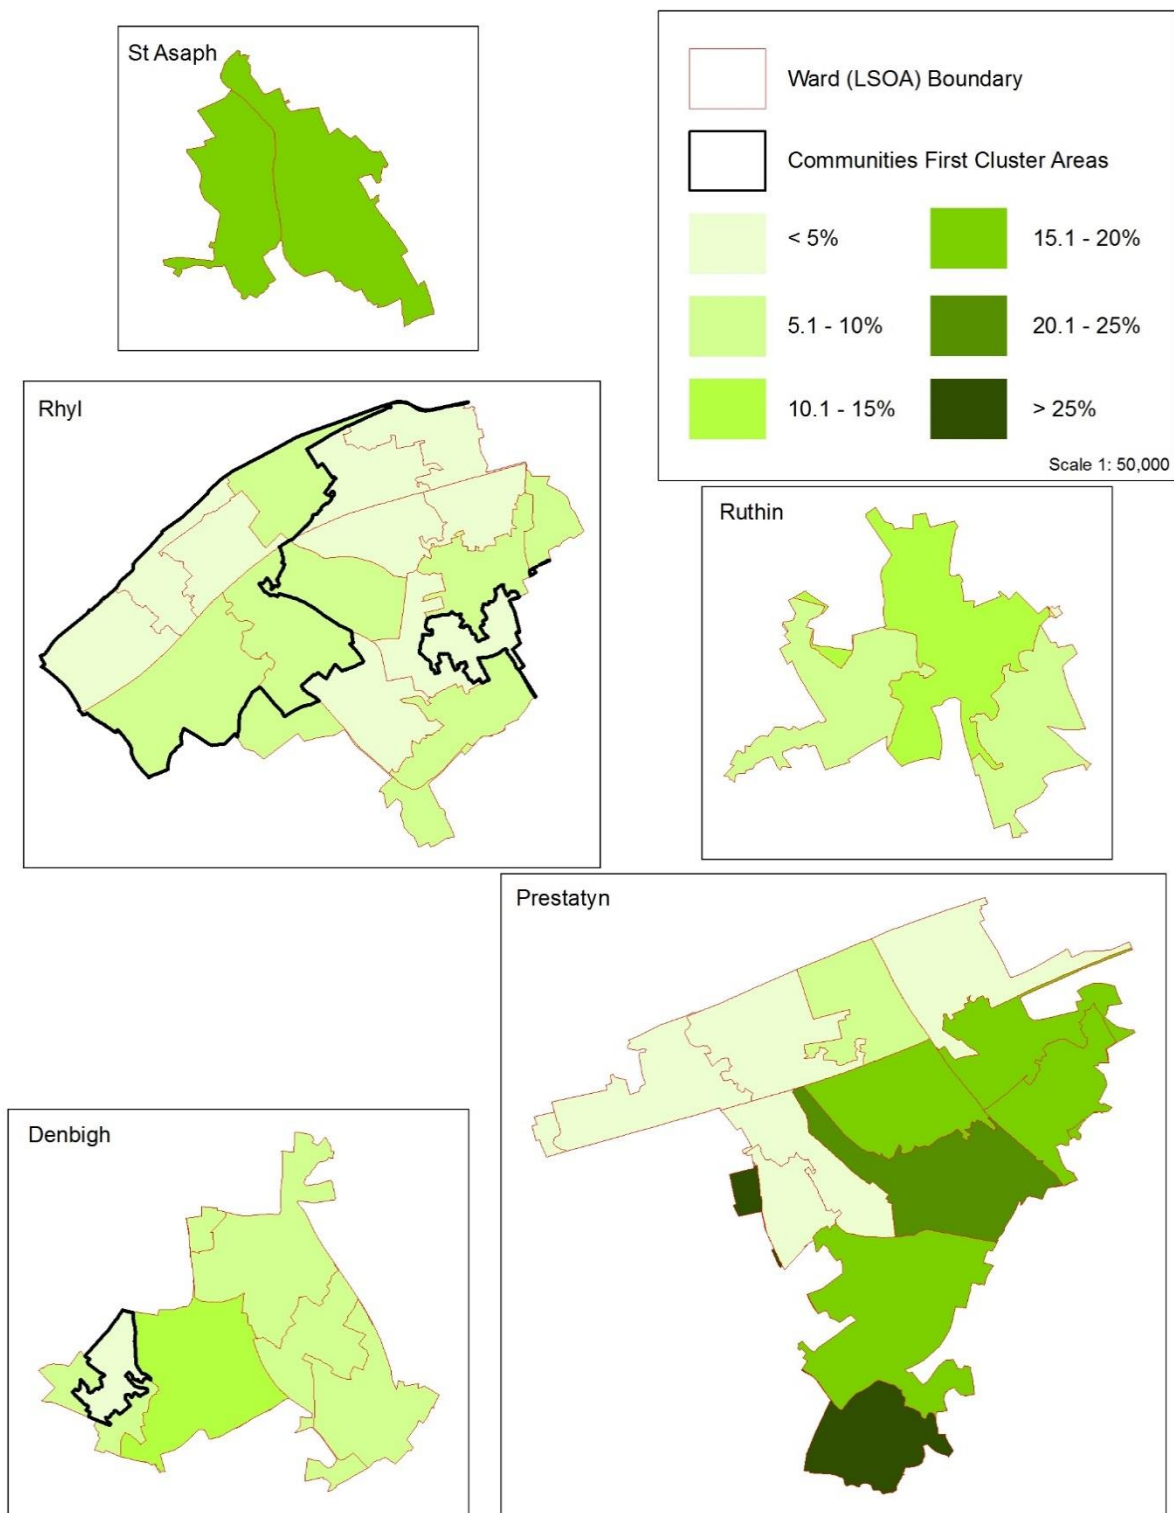 St Asaph
Ward (LSOA) Boundary
Communities First Cluster Areas
< 5%
15.1 - 20%
5.1 - 10%
20.1 - 25%
10.1 - 15%
> 25%
Scale 1: 50,000
Rhyl
Ruthin
Prestatyn
Denbigh